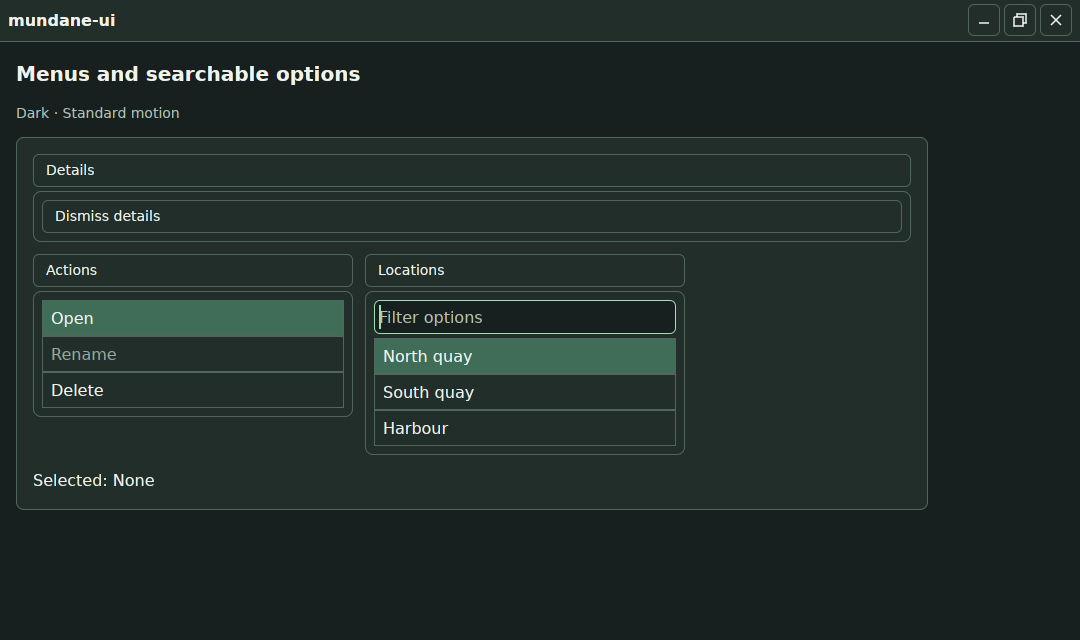 mundane-ui
Menus and searchable options
Dark · Standard motion
Details
Dismiss details
Actions
Open
Rename
Delete
Locations
Filter options
North quay
South quay
Harbour
Selected: None